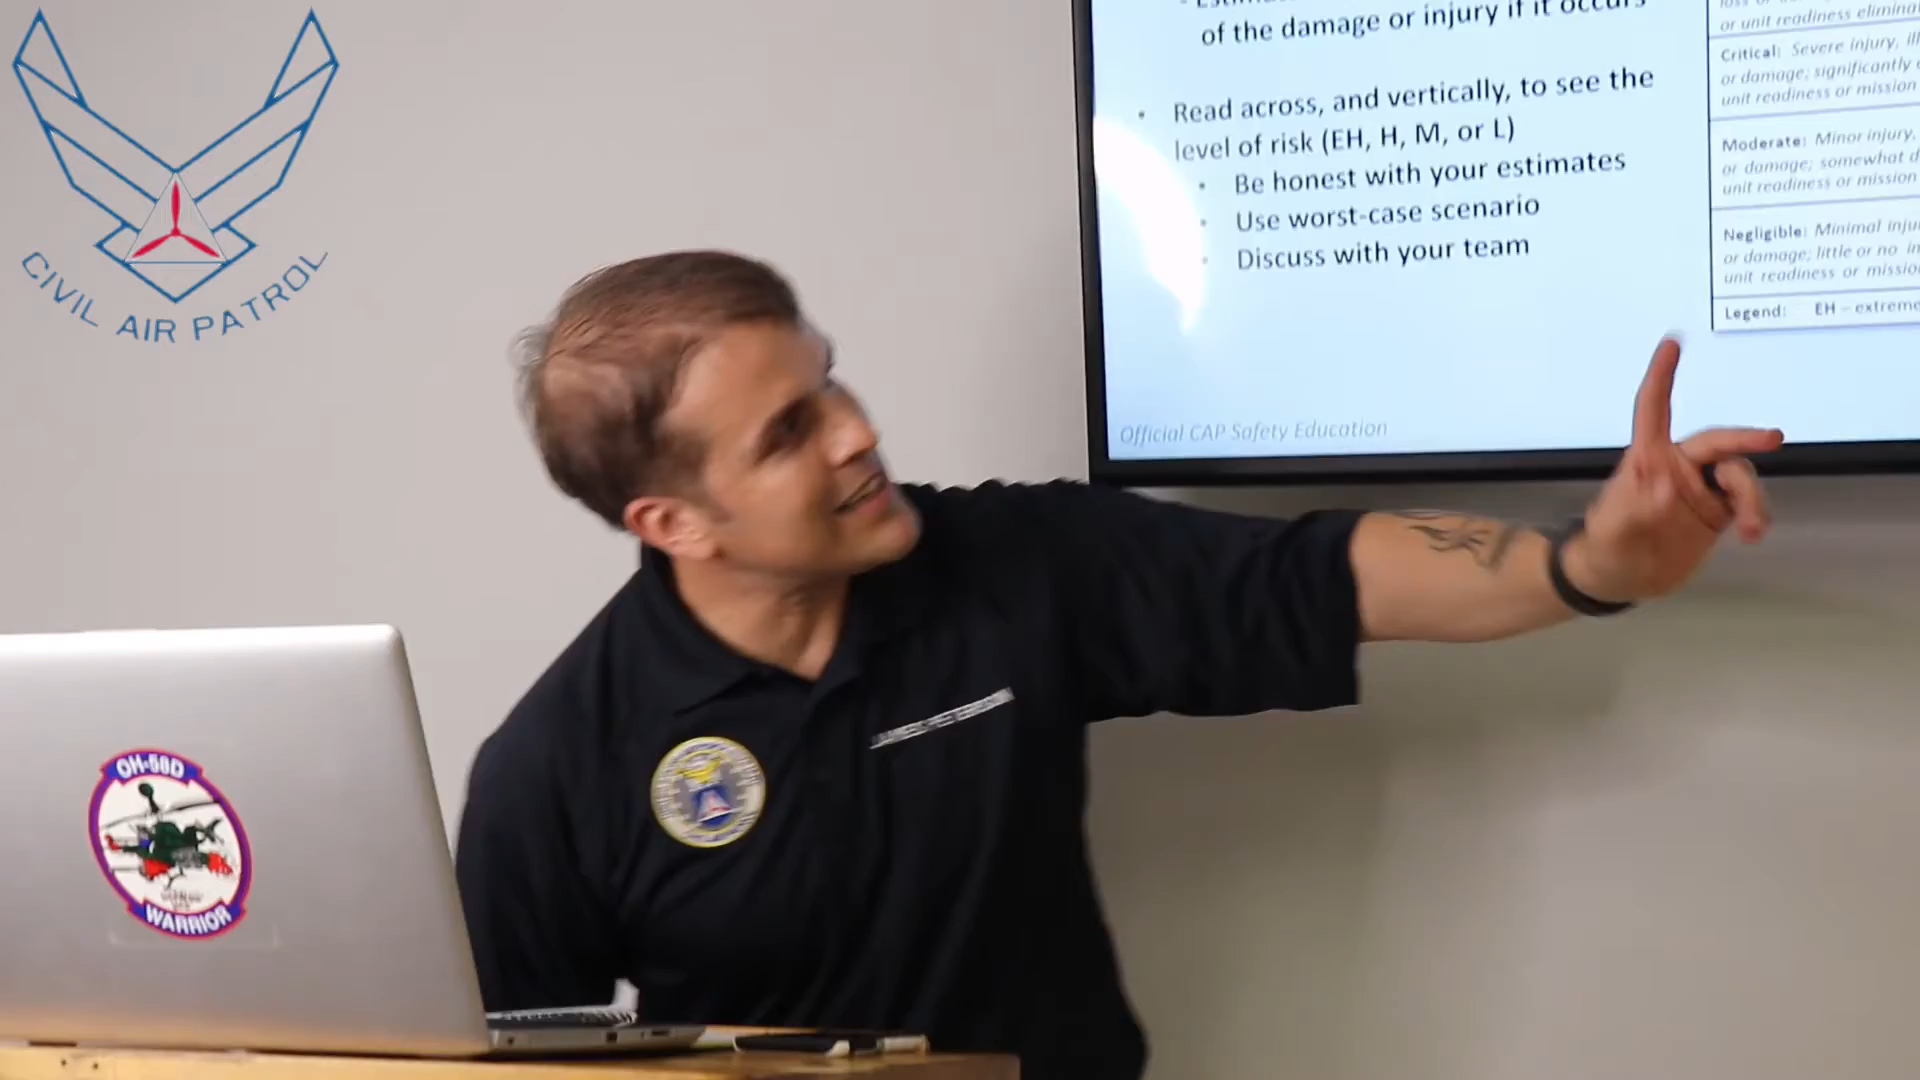 CIVIL AIR PATROL
of the damage or injury if it occurs
Read across, and vertically, to see the
level of risk (EH, H, M, or L)
Be honest with your estimates
Use worst-case scenario
Discuss with your team
Official CAP Safety Education
or unit readiness
Critical: Severe injury,
or damage; significantly
unit readiness or mission
Moderate: Minor injury,
or damage; somewhat
unit readiness or mission
Negligible: Minimal
or damage; little or no
unit readiness or
Legend: EH – extreme
OH-58D
WARRIOR